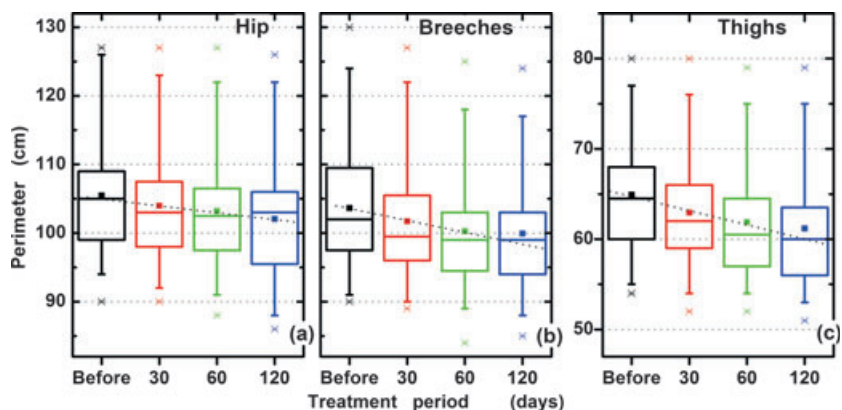 Hip
Breeches
Thighs
Perimeter (cm)
130
120
110
100
90
80
70
60
50
(a)
(b)
(c)
Before 30 60 120
Before 30 60 120
Before 30 60 120
Treatment period (days)